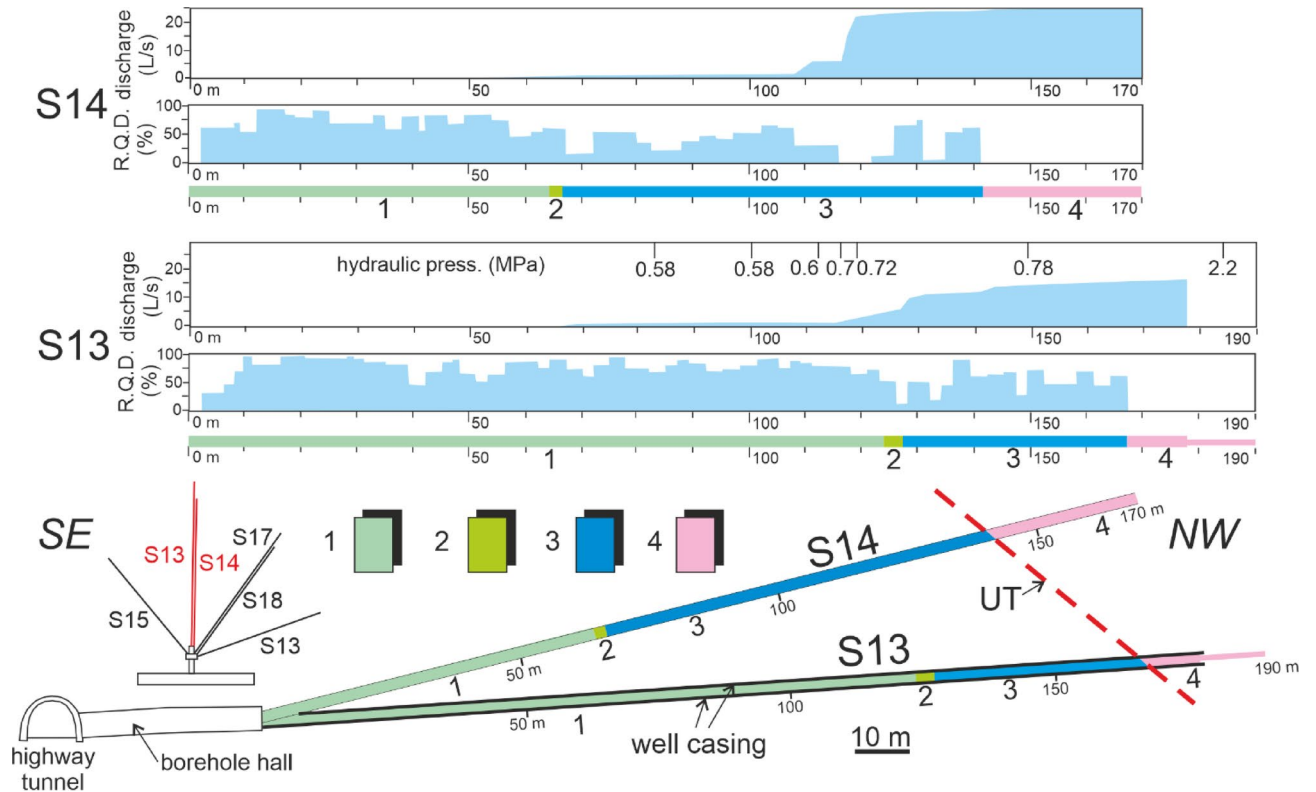 S14
discharge
(L/s)
20
10
0
0 m 50 100 150 170
R.Q.D.
(%)
100
50
0
50 100 150 170
0 m 50 100 150 170
1 2 3 4
S13
discharge
(L/s)
hydraulic press. (MPa)
0.58 0.58 0.6 0.7 0.72 0.78 2.2
20
10
0
0 m 50 100 150 190
R.Q.D.
(%)
100
50
0
50 100 150 190
0 m 50 100 150 190
1 2 3 4
SE
NW
S13 S14 S17
S18
S15 S13
1 2 3 4
S14
1 50 m 2 3 100 150 4 170 m
UT
S13
50 m 1 100 2 3 150 4 190 m
well casing
10 m
highway
tunnel
borehole hall